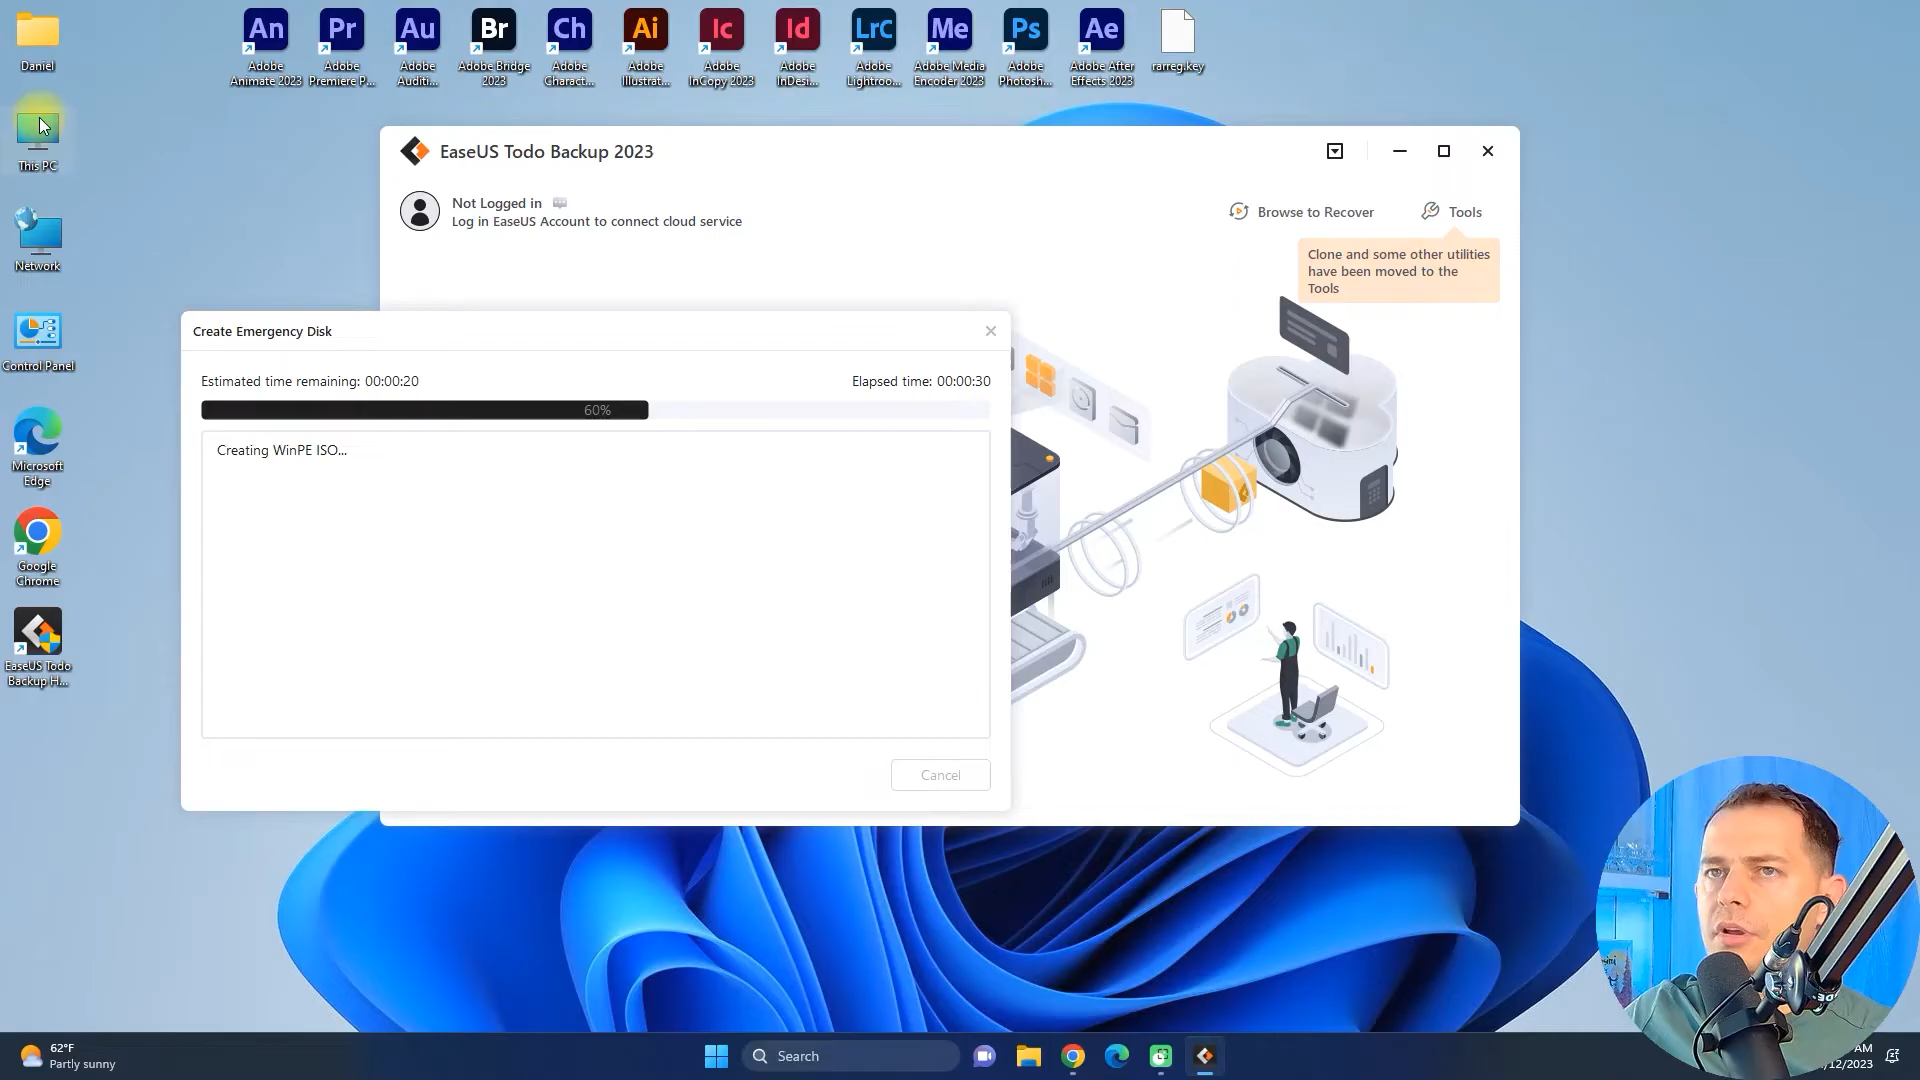 Daniel
This PC
Network
Control Panel
Microsoft
Edge
Google
Chrome
EaseUS Todo
Backup H...
An
Adobe
Animate 2023
Pr
Adobe
Premiere P...
Au
Adobe
Auditi...
Br
Adobe Bridge
2023
Ch
Adobe
Charact...
Ai
Adobe
Illustrat...
Ic
Adobe
InCopy 2023
Id
Adobe
InDesi...
LrC
Adobe
Lightroo...
Me
Adobe Media
Encoder 2023
Ps
Adobe
Photosh...
Ae
Adobe After
Effects 2023
rarreg.key
EaseUS Todo Backup 2023
Not Logged in
Log in EaseUS Account to connect cloud service
Browse to Recover
Tools
Clone and some other utilities
have been moved to the
Tools
Create Emergency Disk
Estimated time remaining: 00:00:20
Elapsed time: 00:00:30
60%
Creating WinPE ISO...
Cancel
62°F
Partly sunny
Search
AM
/12/2023